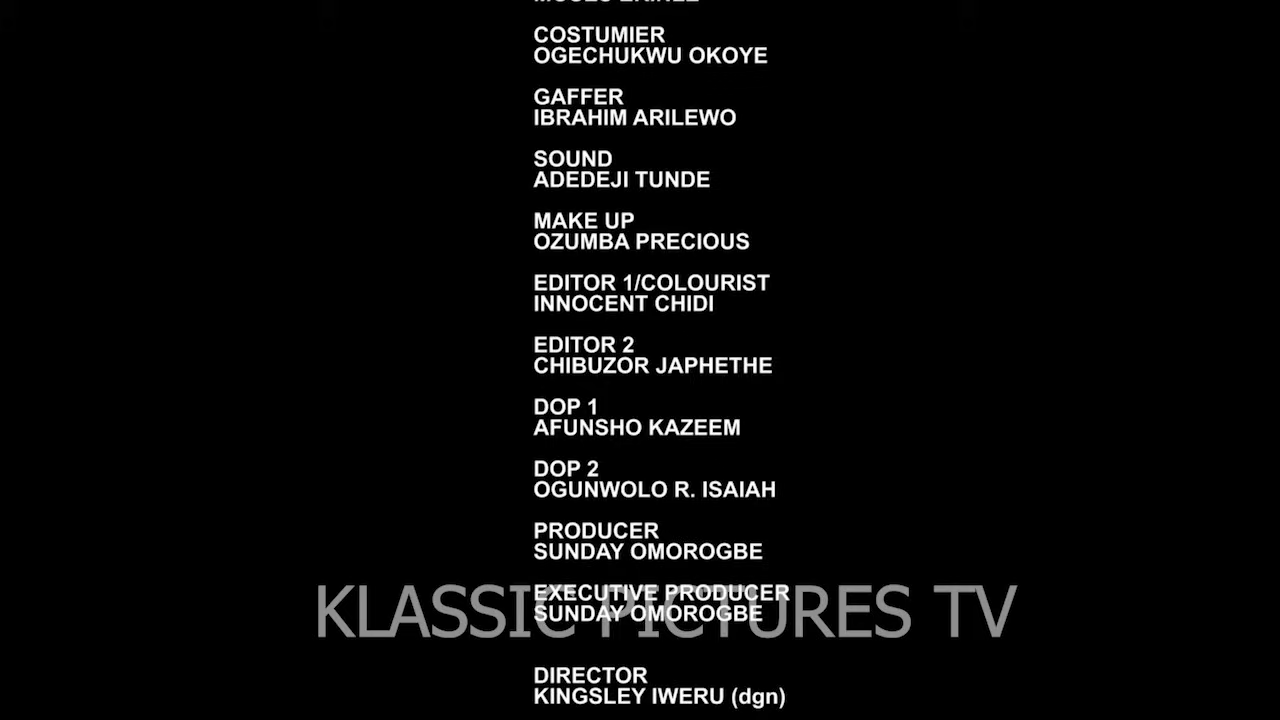 COSTUMIER
OGECHUKWU OKOYE
GAFFER
IBRAHIM ARILEWO
SOUND
ADEDEJI TUNDE
MAKE UP
OZUMBA PRECIOUS
EDITOR 1/COLOURIST
INNOCENT CHIDI
EDITOR 2
CHIBUZOR JAPHETHE
DOP 1
AFUNSHO KAZEEM
DOP 2
OGUNWOLO R. ISAIAH
PRODUCER
SUNDAY OMOROGBE
EXECUTIVE PRODUCER
SUNDAY OMOROGBE
KLASSIC PICTURES TV
DIRECTOR
KINGSLEY IWERU (dgn)